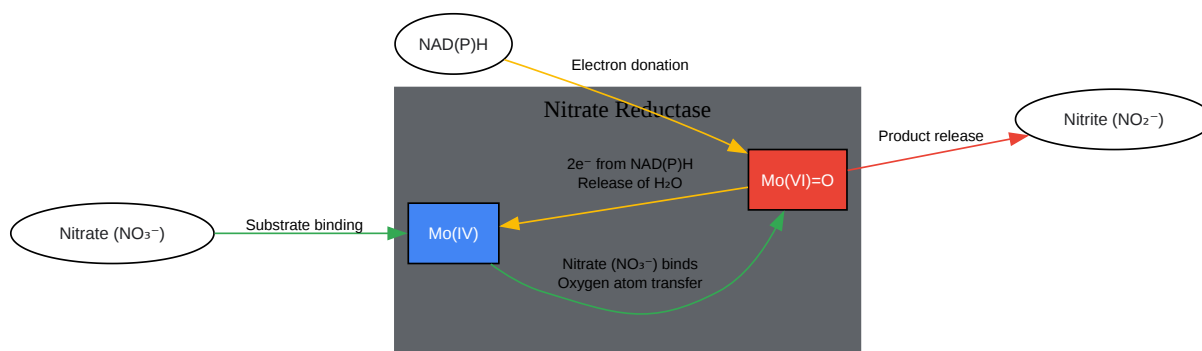 NAD(P)H
Electron donation
Nitrate Reductase
Nitrite (NO₂⁻)
Product release
2e⁻ from NAD(P)H
Release of H₂O
Mo(VI)=O
Nitrate (NO₃⁻)
Substrate binding
Mo(IV)
Nitrate (NO₃⁻) binds
Oxygen atom transfer